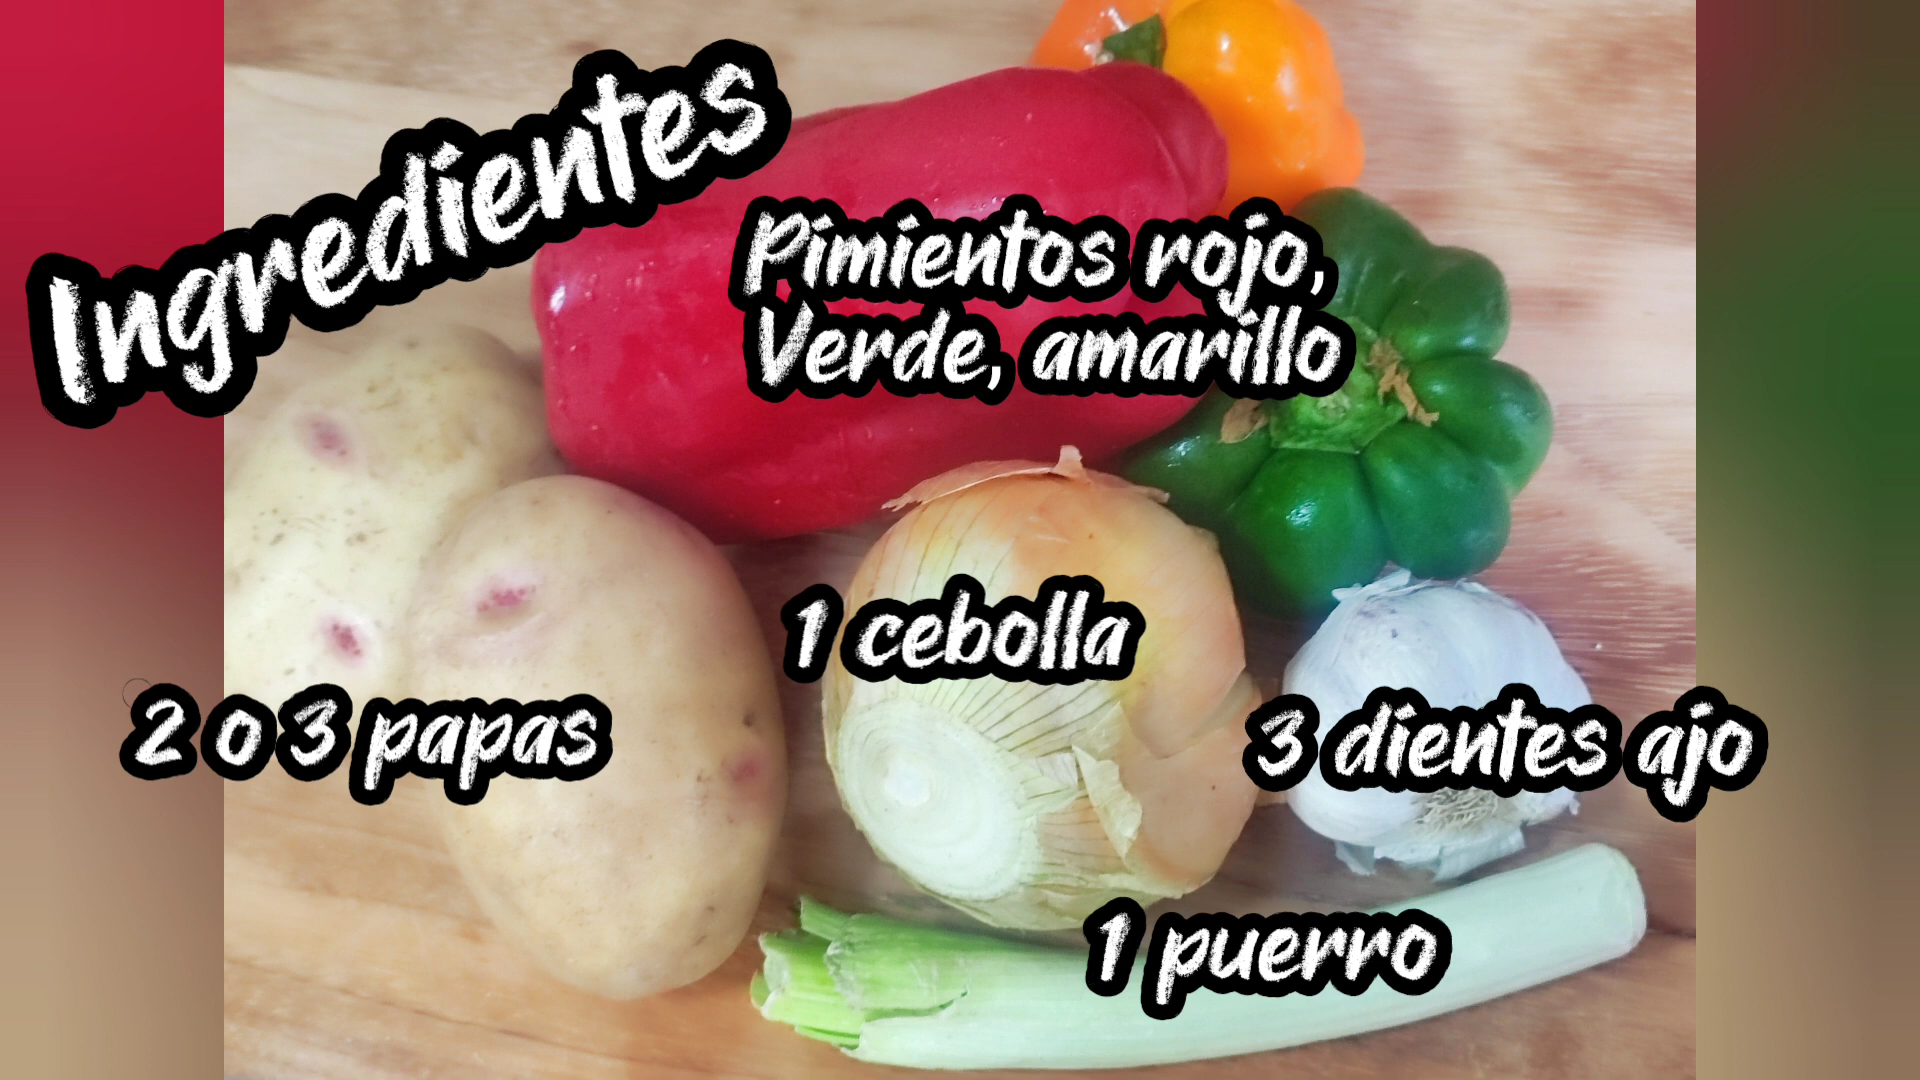 Ingredientes
Pimientos rojo,
Verde, amarillo
1 cebolla
2 o 3 papas
3 dientes ajo
1 puerro